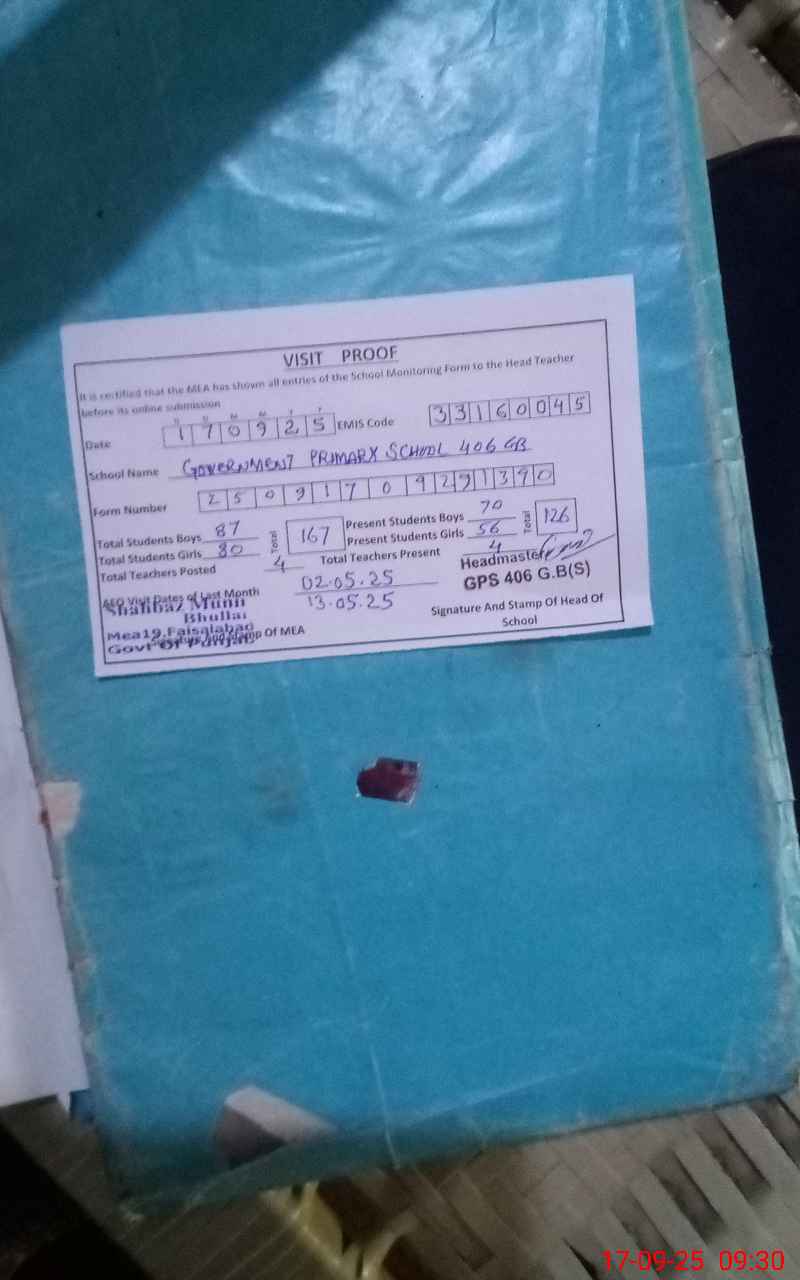 VISIT PROOF
It is certified that the MEA has shown all entries of the School Monitoring Form to the Head Teacher
before its online submission
D D M M Y Y
Date 1 7 0 9 2 5 EMIS Code 3 3 1 6 0 0 4 5
School Name GOVERNMENT PRIMARY SCHOOL 406 GB
Form Number 2 5 0 9 1 7 0 9 2 9 1 3 9 0
Total Students Boys 87 Total 167 Present Students Boys 70 Total 126
Total Students Girls 80 Present Students Girls 56
Total Teachers Posted 4 Total Teachers Present 4
Headmaster
GPS 406 G.B(S)
AEO Visit Dates of Last Month 02.05.25
13.05.25
Shahbaz Munir
Bhullar
Mea19,Faisalabad
Govt Of Punjab
Signature And Stamp Of MEA
Signature And Stamp Of Head Of
School
17-09-25 09:30